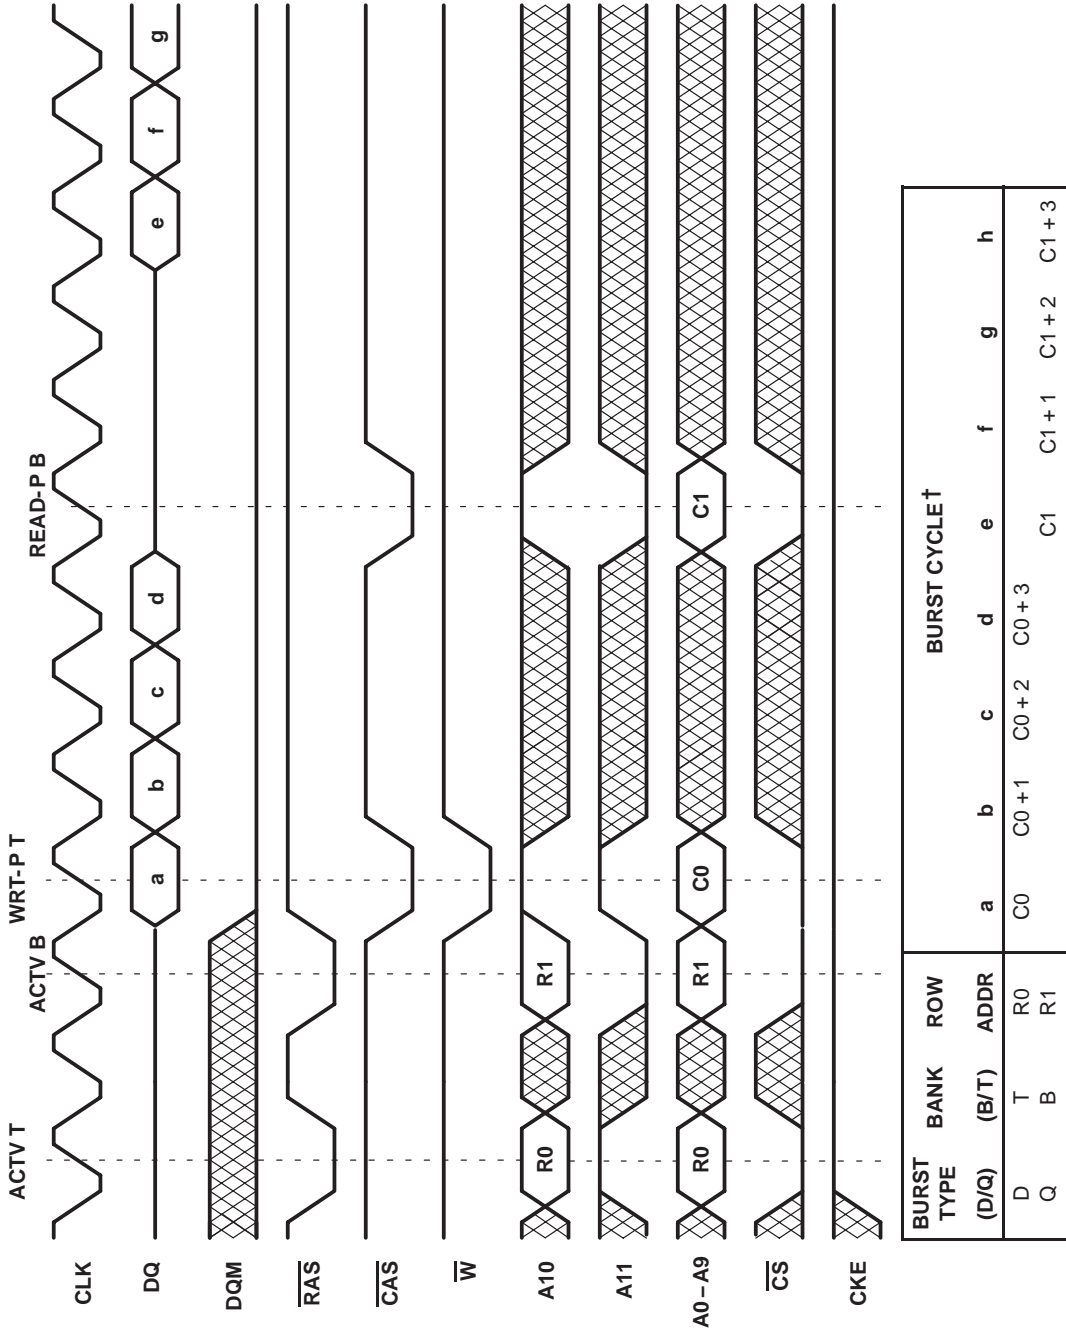 ACTV T ACTV B WRT-P T READ-P B
CLK
DQ a b c d e f g
DQM
RAS
CAS
W
A10 R0 R1
A11
A0 – A9 R0 R1 C0 C1
CS
CKE
BURST TYPE (D/Q) BANK (B/T) ROW ADDR BURST CYCLE†
a b c d e f g h
D T R0 C0 C0 + 1 C0 + 2 C0 + 3
Q B R1 C1 C1 + 1 C1 + 2 C1 + 3